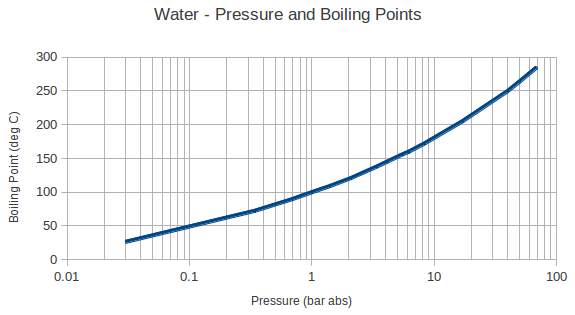 Water - Pressure and Boiling Points
300
250
200
150
100
50
0
Boiling Point (deg C)
0.01 0.1 1 10 100
Pressure (bar abs)